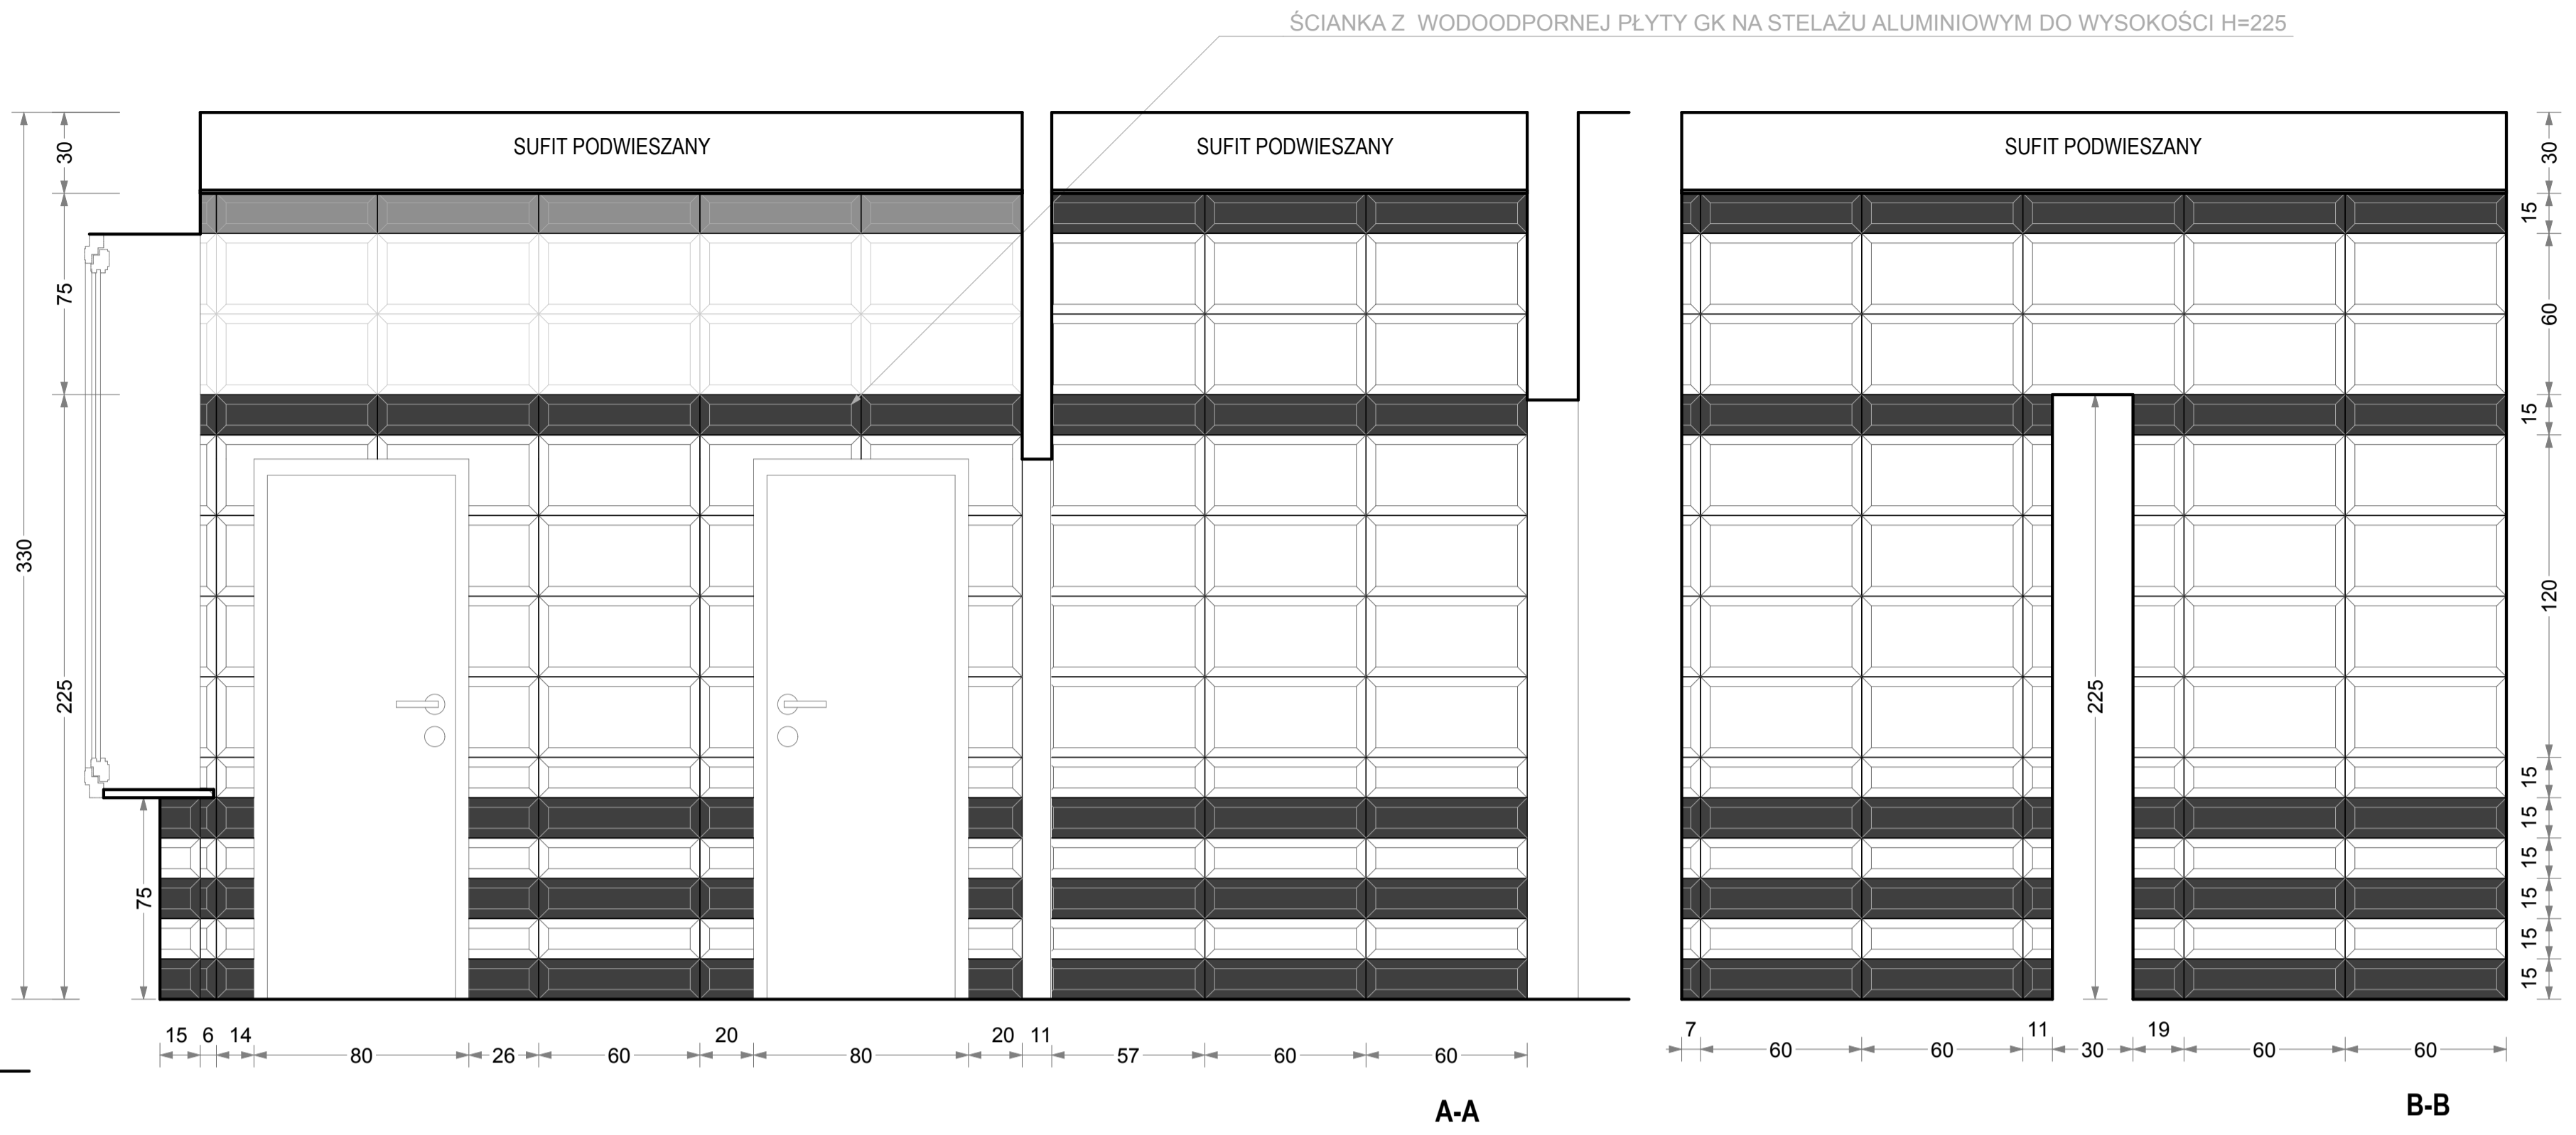 ŚCIANKA Z WODOODPORNEJ PŁYTY GK NA STELAŻU ALUMINIOWYM DO WYSOKOŚCI H=225
SUFIT PODWIESZANY
SUFIT PODWIESZANY
SUFIT PODWIESZANY
330
30
75
225
75
225
30
15
60
15
120
15
15
15
15
15
15
15 6 14 80 26 60 20 80 20 11 57 60 60
7 60 60 11 30 19 60 60
A-A
B-B